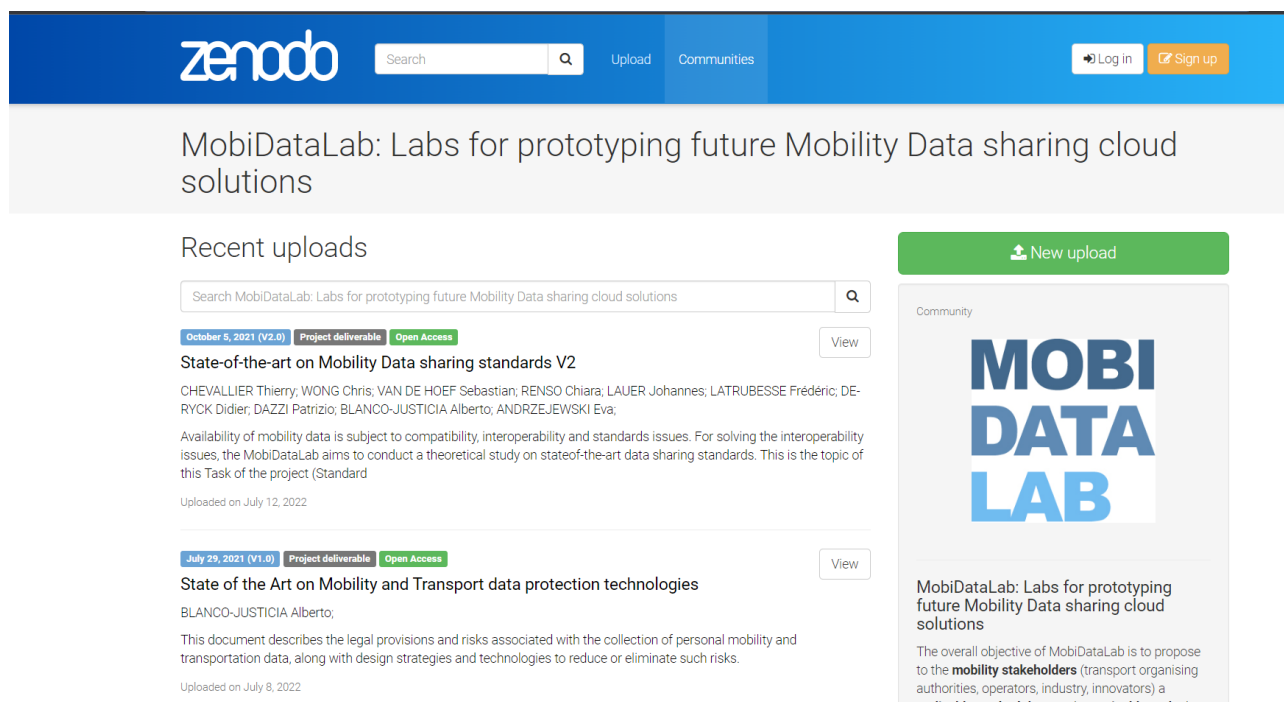 zenodo
Search
Upload
Communities
Log in
Sign up
MobiDataLab: Labs for prototyping future Mobility Data sharing cloud
solutions
Recent uploads
Search MobiDataLab: Labs for prototyping future Mobility Data sharing cloud solutions
October 5, 2021 (V2.0) Project deliverable Open Access
View
State-of-the-art on Mobility Data sharing standards V2
CHEVALLIER Thierry; WONG Chris; VAN DE HOEF Sebastian; RENSO Chiara; LAUER Johannes; LATRUBESSE Frédéric; DE-
RYCK Didier; DAZZI Patrizio; BLANCO-JUSTICIA Alberto; ANDRZEJEWSKI Eva;
Availability of mobility data is subject to compatibility, interoperability and standards issues. For solving the interoperability
issues, the MobiDataLab aims to conduct a theoretical study on stateof-the-art data sharing standards. This is the topic of
this Task of the project (Standard
Uploaded on July 12, 2022
July 29, 2021 (V1.0) Project deliverable Open Access
View
State of the Art on Mobility and Transport data protection technologies
BLANCO-JUSTICIA Alberto;
This document describes the legal provisions and risks associated with the collection of personal mobility and
transportation data, along with design strategies and technologies to reduce or eliminate such risks.
Uploaded on July 8, 2022
New upload
Community
MOBI
DATA
LAB
MobiDataLab: Labs for prototyping
future Mobility Data sharing cloud
solutions
The overall objective of MobiDataLab is to propose
to the mobility stakeholders (transport organising
authorities, operators, industry, innovators) a